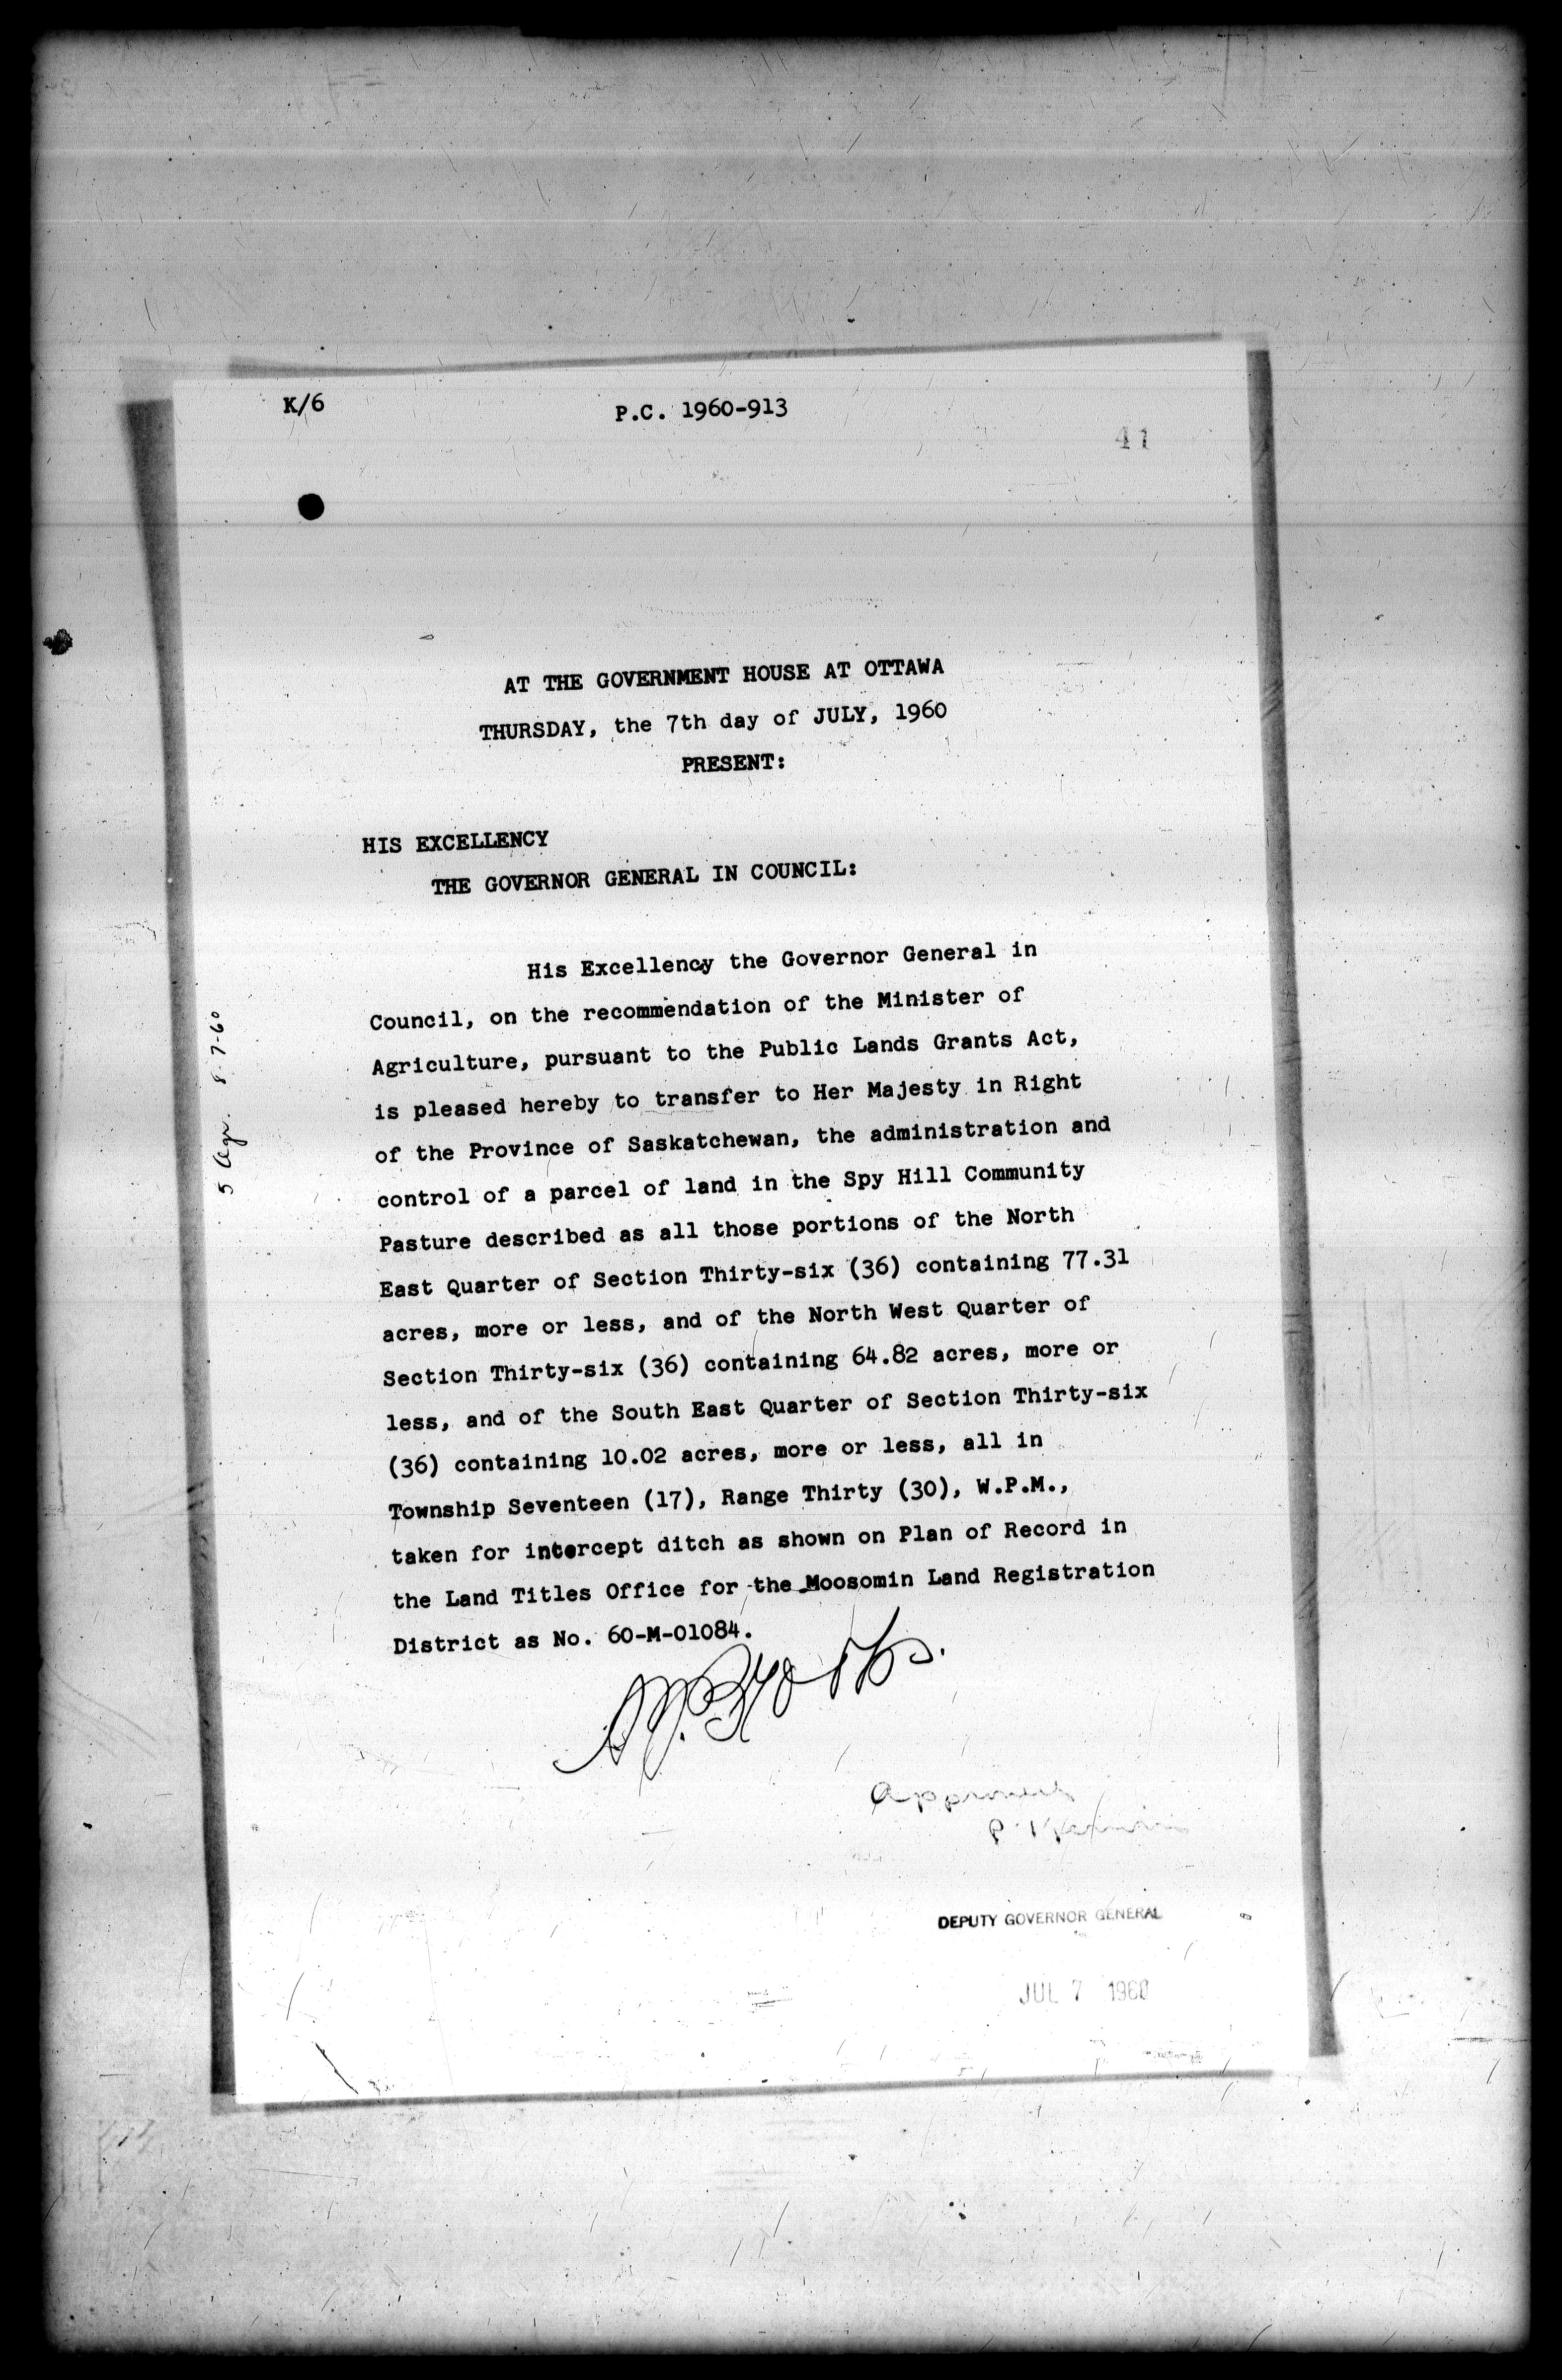 K/6
P.C. 1960-913
41
AT THE GOVERNMENT HOUSE AT OTTAWA
THURSDAY, the 7th day of JULY, 1960
PRESENT:
HIS EXCELLENCY
THE GOVERNOR GENERAL IN COUNCIL:
His Excellency the Governor General in
Council, on the recommendation of the Minister of
Agriculture, pursuant to the Public Lands Grants Act,
is pleased hereby to transfer to Her Majesty in Right
of the Province of Saskatchewan, the administration and
control of a parcel of land in the Spy Hill Community
Pasture described as all those portions of the North
East Quarter of Section Thirty-six (36) containing 77.31
acres, more or less, and of the North West Quarter of
Section Thirty-six (36) containing 64.82 acres, more or
less, and of the South East Quarter of Section Thirty-six
(36) containing 10.02 acres, more or less, all in
Township Seventeen (17), Range Thirty (30), W.P.M.,
taken for intercept ditch as shown on Plan of Record in
the Land Titles Office for the Moosomin Land Registration
District as No. 60-M-01084.
5 Agr. 8-7-60
Approved
DEPUTY GOVERNOR GENERAL
JUL 7 1960